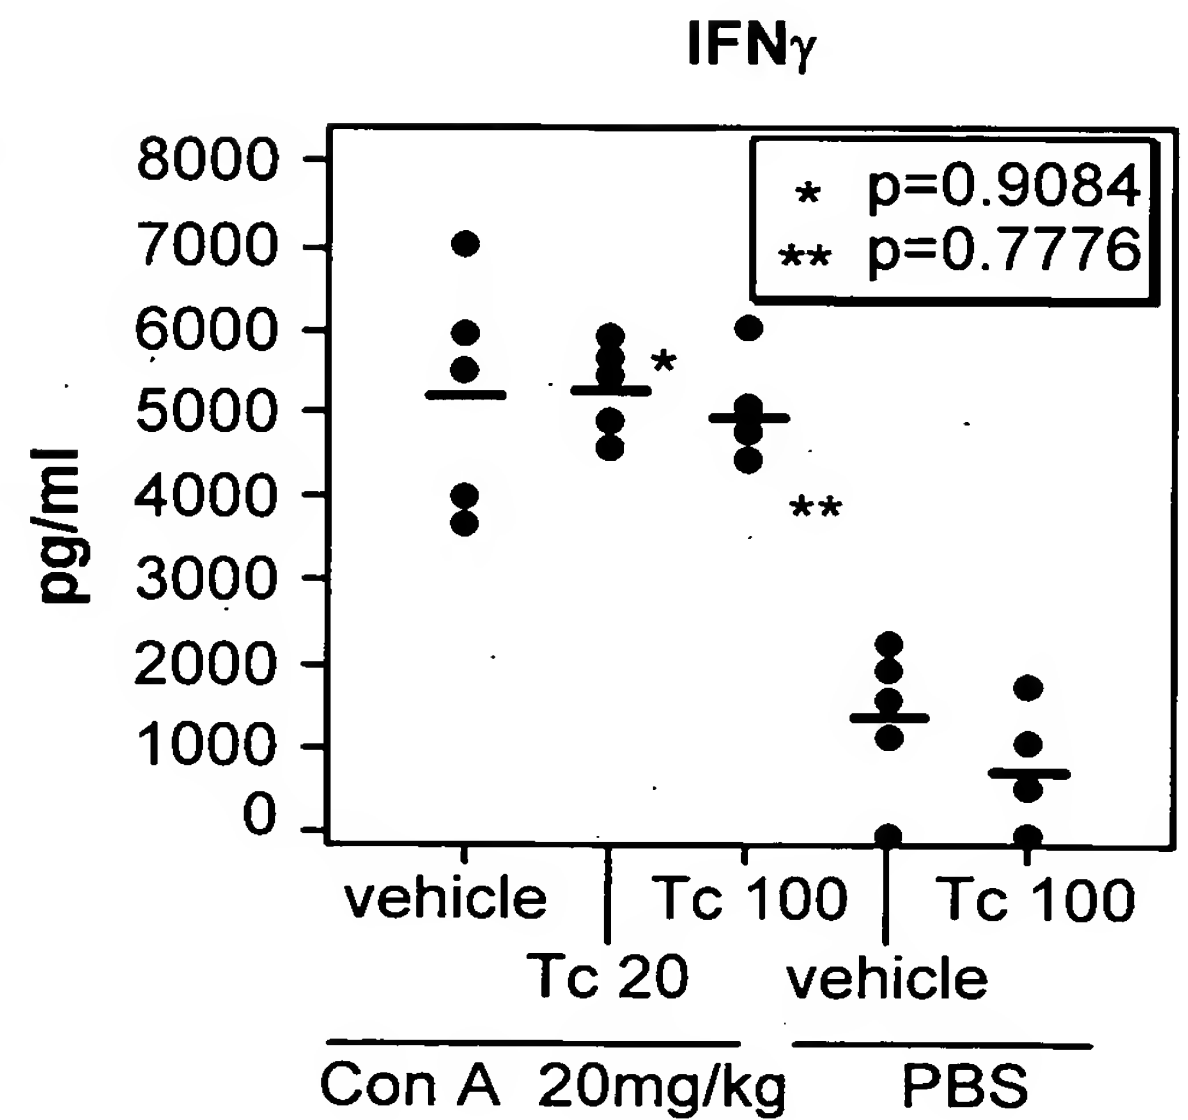 IFNγ
8000
7000
6000
5000
4000
3000
2000
1000
0
pg/ml
* p=0.9084
** p=0.7776
*
**
vehicle Tc 100 Tc 100
Tc 20 vehicle
Con A 20mg/kg PBS